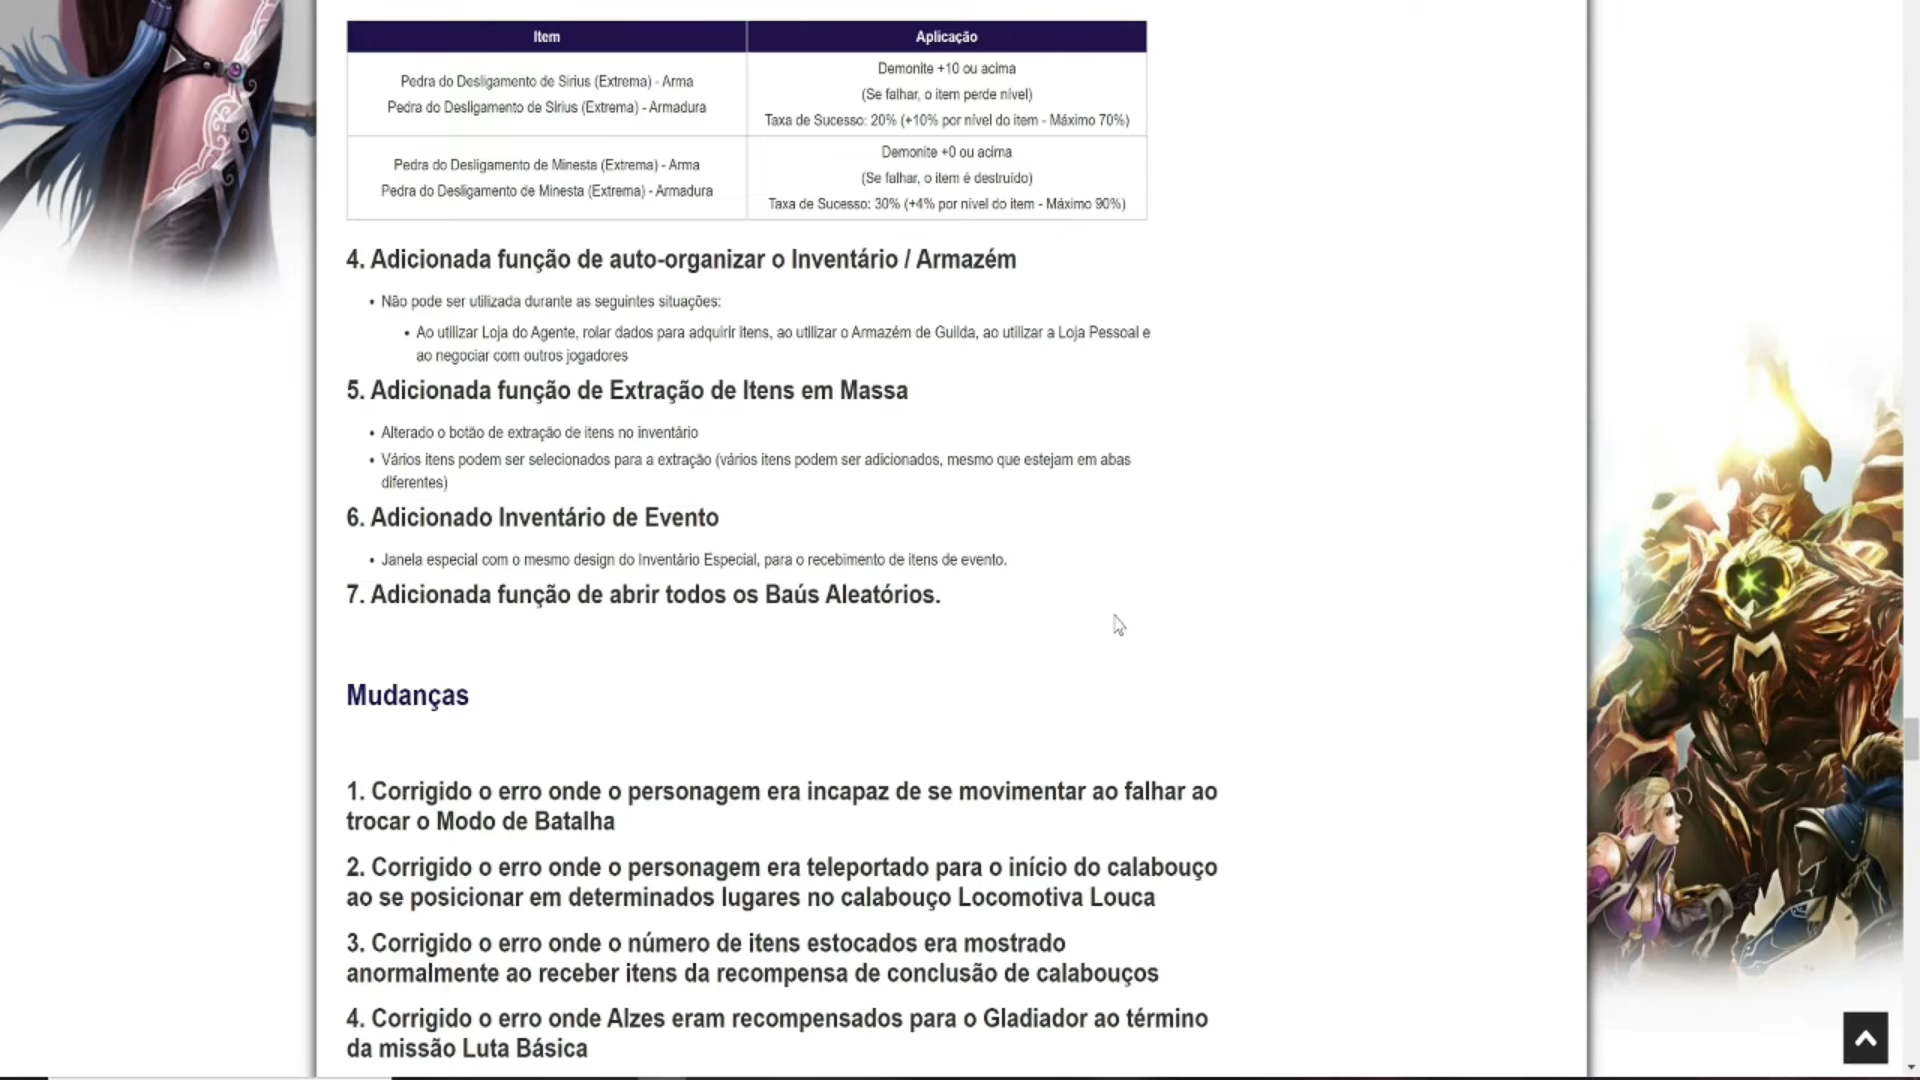 Item
Aplicação
Pedra do Desligamento de Sirius (Extrema) - Arma
Pedra do Desligamento de Sirius (Extrema) - Armadura
Demonite +10 ou acima
(Se falhar, o item perde nível)
Taxa de Sucesso: 20% (+10% por nível do item - Máximo 70%)
Pedra do Desligamento de Minesta (Extrema) - Arma
Pedra do Desligamento de Minesta (Extrema) - Armadura
Demonite +0 ou acima
(Se falhar, o item é destruído)
Taxa de Sucesso: 30% (+4% por nível do item - Máximo 90%)
4. Adicionada função de auto-organizar o Inventário / Armazém
• Não pode ser utilizada durante as seguintes situações:
• Ao utilizar Loja do Agente, rolar dados para adquirir itens, ao utilizar o Armazém de Guilda, ao utilizar a Loja Pessoal e
ao negociar com outros jogadores
5. Adicionada função de Extração de Itens em Massa
• Alterado o botão de extração de itens no inventário
• Vários itens podem ser selecionados para a extração (vários itens podem ser adicionados, mesmo que estejam em abas
diferentes)
6. Adicionado Inventário de Evento
• Janela especial com o mesmo design do Inventário Especial, para o recebimento de itens de evento.
7. Adicionada função de abrir todos os Baús Aleatórios.
Mudanças
1. Corrigido o erro onde o personagem era incapaz de se movimentar ao falhar ao
trocar o Modo de Batalha
2. Corrigido o erro onde o personagem era teleportado para o início do calabouço
ao se posicionar em determinados lugares no calabouço Locomotiva Louca
3. Corrigido o erro onde o número de itens estocados era mostrado
anormalmente ao receber itens da recompensa de conclusão de calabouços
4. Corrigido o erro onde Alzes eram recompensados para o Gladiador ao término
da missão Luta Básica